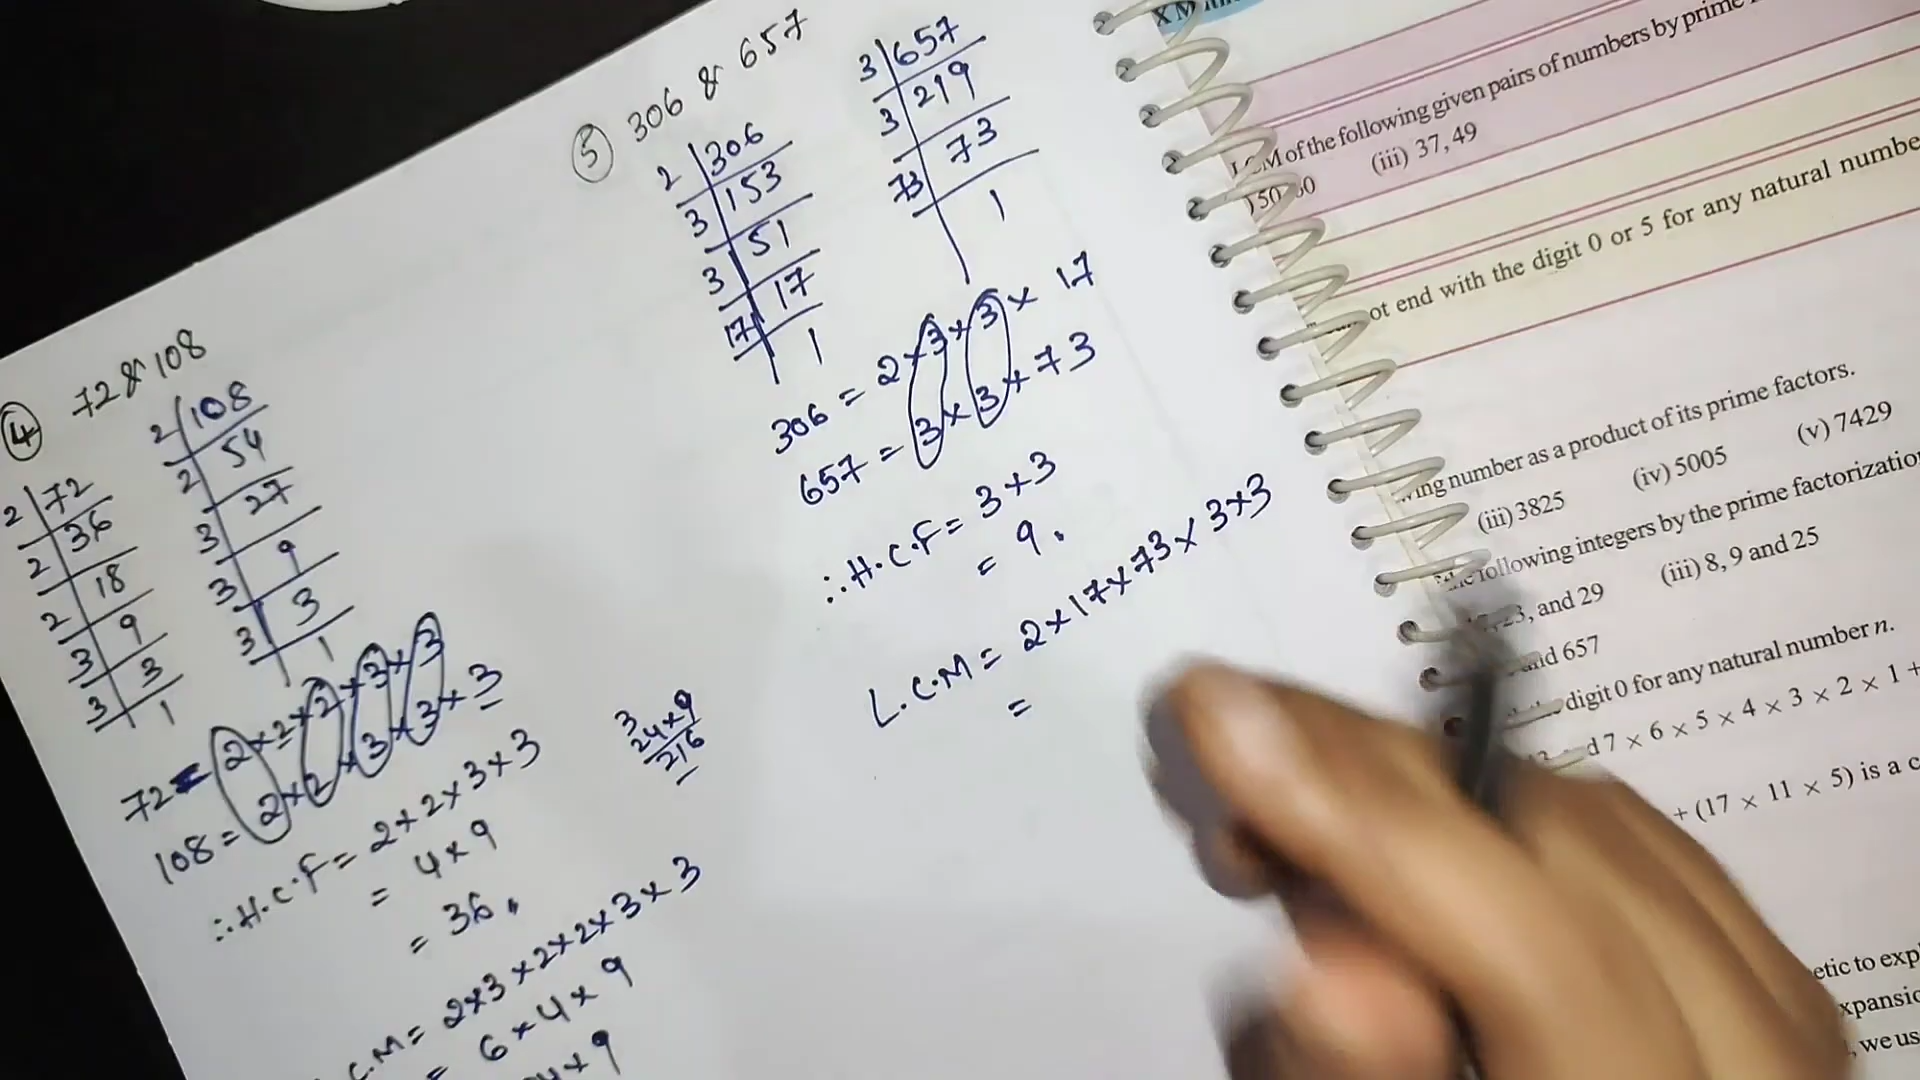 ④ 72 & 108
2 | 72
2 | 36
2 | 18
3 | 9
3 | 3
1
2 | 108
2 | 54
3 | 27
3 | 9
3 | 3
1
72 = 2 × 2 × 2 × 3 × 3
108 = 2 × 2 × 3 × 3 × 3
∴ H.C.F = 2 × 2 × 3 × 3
= 4 × 9
= 36.
.C.M = 2×3×2×2×3×3
= 6 × 4 × 9
× 9
3
24×9
216
⑤ 306 & 657
2 | 306
3 | 153
3 | 51
17 | 17
1
3 | 657
3 | 219
73 | 73
1
306 = 2 × 3 × 3 × 17
657 = 3 × 3 × 73
∴ H.C.F = 3 × 3
= 9.
L.C.M = 2×17×73×3×3
=
X M
of the following given pairs of numbers by prime
(iii) 37, 49
ot end with the digit 0 or 5 for any natural numbe
number as a product of its prime factors.
(iii) 3825 (iv) 5005 (v) 7429
following integers by the prime factorization
23, and 29 (iii) 8, 9 and 25
and 657
digit 0 for any natural number n.
7 × 6 × 5 × 4 × 3 × 2 × 1 +
+ (17 × 11 × 5) is a c
etic to exp
xpansio
, we us